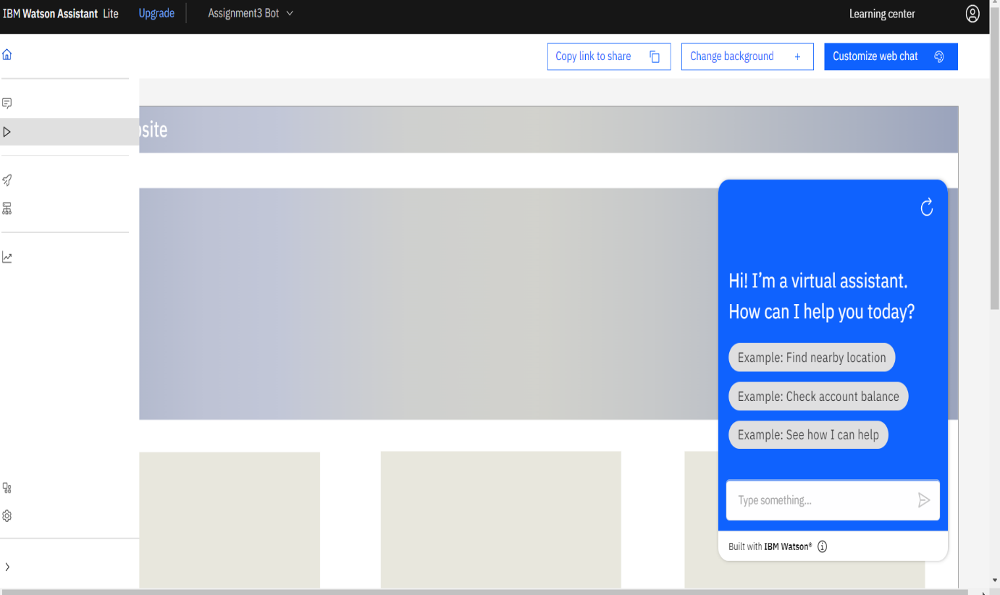 IBM Watson Assistant Lite Upgrade Assignment3 Bot Learning center
Copy link to share Change background + Customize web chat
site
Hi! I’m a virtual assistant.
How can I help you today?
Example: Find nearby location
Example: Check account balance
Example: See how I can help
Type something...
Built with IBM Watson®